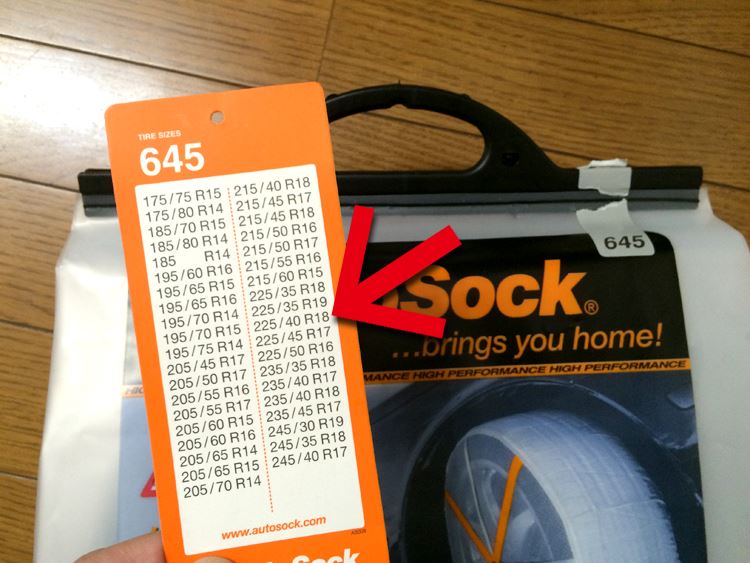 TIRE SIZES
645
175/75 R15
175/80 R14
185/70 R15
185/80 R14
185 R14
195/60 R16
195/65 R15
195/65 R16
195/70 R14
195/70 R15
195/75 R14
205/45 R17
205/50 R17
205/55 R16
205/55 R17
205/60 R15
205/60 R16
205/65 R14
205/65 R15
205/70 R14
215/40 R18
215/45 R17
215/45 R18
215/50 R16
215/50 R17
215/55 R16
215/60 R15
225/35 R18
225/35 R19
225/40 R18
225/45 R17
225/50 R16
235/35 R18
235/40 R17
235/40 R18
235/45 R17
245/30 R19
245/35 R18
245/40 R17
www.autosock.com
Sock
645
Sock®
...brings you home!
MANCE HIGH PERFORMANCE HIGH PERFORMANCE